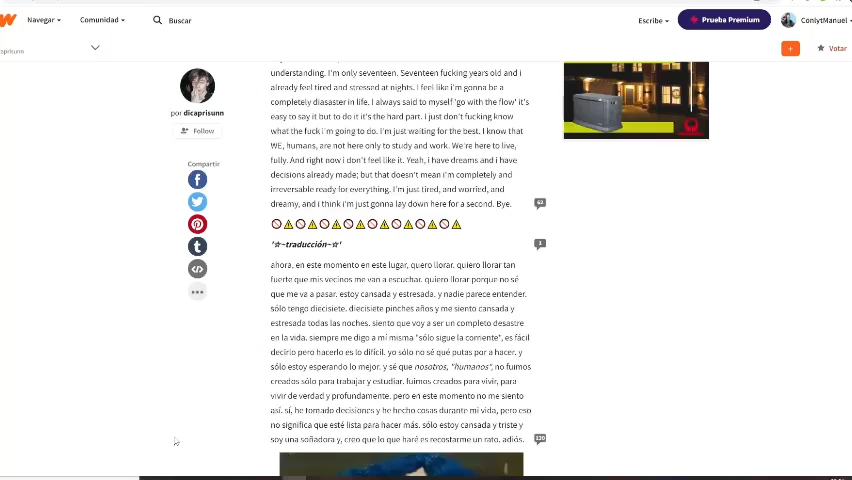 Navegar
Comunidad
Buscar
Escribe
Prueba Premium
ConlytManuel
aprisunn
+
Votar
por dicaprisunn
Follow
Compartir
understanding. I'm only seventeen. Seventeen fucking years old and i
already feel tired and stressed at nights. I feel like i'm gonna be a
completely diasaster in life. I always said to myself 'go with the flow' it's
easy to say it but to do it it's the hard part. I just don't fucking know
what the fuck i'm going to do. I'm just waiting for the best. I know that
WE, humans, are not here only to study and work. We're here to live,
fully. And right now i don't feel like it. Yeah, i have dreams and i have
decisions already made; but that doesn't mean i'm completely and
irreversable ready for everything. I'm just tired, and worried, and
dreamy, and i think i'm just gonna lay down here for a second. Bye.
62
'☆~traducción~☆'
3
ahora, en este momento en este lugar, quero llorar. quiero llorar tan
fuerte que mis vecinos me van a escuchar. quiero llorar porque no sé
que me va a pasar. estoy cansada y estresada. y nadie parece entender.
sólo tengo diecisiete. diecisiete pinches años y me siento cansada y
estresada todas las noches. siento que voy a ser un completo desastre
en la vida. siempre me digo a mí misma "sólo sigue la corriente", es fácil
decirlo pero hacerlo es lo difícil. yo sólo no sé qué putas por a hacer. y
sólo estoy esperando lo mejor. y sé que nosotros, "humanos", no fuimos
creados sólo para trabajar y estudiar. fuimos creados para vivir, para
vivir de verdad y profundamente. pero en este momento no me siento
así. sí, he tomado decisiones y he hecho cosas durante mi vida, pero eso
no significa que esté lista para hacer más. sólo estoy cansada y triste y
soy una soñadora y, creo que lo que haré es recostarme un rato. adiós.
120